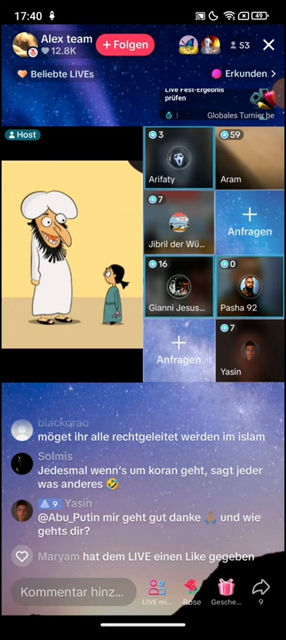 17:40
49
Alex team
12.8K
+ Folgen
53
Beliebte LIVEs
Erkunden
Live Fest-Ergebnis
prüfen
Globales Turnier be
Host
3
Arifaty
59
Aram
7
Jibril der Wü...
Anfragen
16
Gianni Jesus...
0
Pasha 92
Anfragen
7
Yasin
möget ihr alle rechtgeleitet werden im islam
Solmis
Jedesmal wenn's um koran geht, sagt jeder
was anderes 🤣
9 Yasin
@Abu_Putin mir geht gut danke 🙏 und wie
gehts dir?
Maryam hat dem LIVE einen Like gegeben
Kommentar hinz...
LIVE mi...
Rose
Gesche...
9